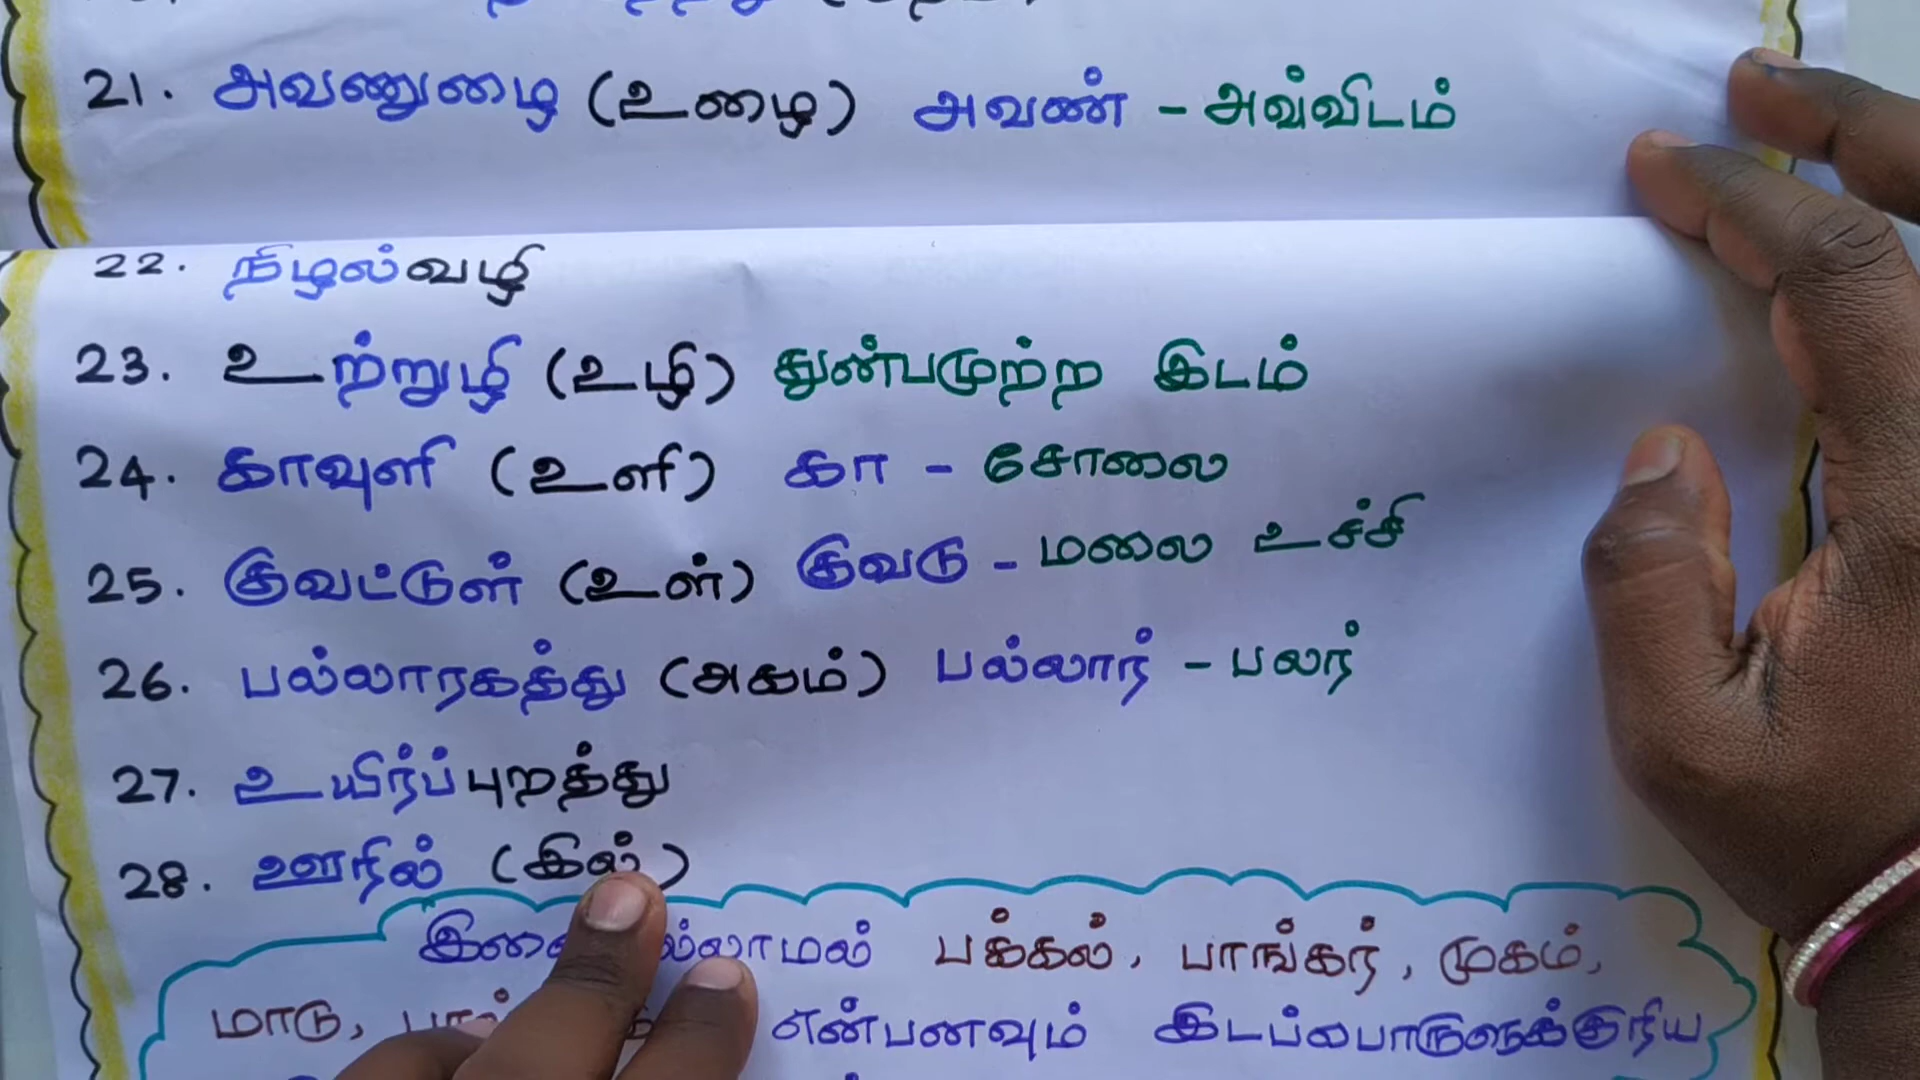 21. அவணுழை (உழை) அவண் - அவ்விடம்
22. நிழல்வழி
23. உற்றுழி (உழி) துன்பமுற்ற இடம்
24. காவுளி (உளி) கா - சோலை
25. குவட்டுள் (உள்) குவடு - மலை உச்சி
26. பல்லாரகத்து (அகம்) பல்லார் - பலர்
27. உயிர்ப்புறத்து
28. ஊரில் (இல்)
பக்கல், பாங்கர், முகம்,
மாடு, என்பனவும் இடப்பொருளுக்குரிய